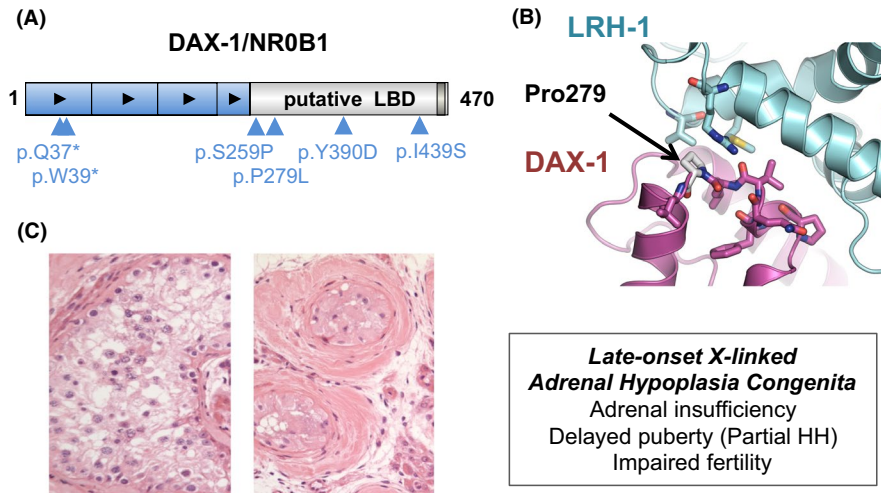 (A)
DAX-1/NR0B1
1
putative LBD
470
p.Q37*
p.W39*
p.S259P
p.P279L
p.Y390D
p.I439S
(B)
LRH-1
Pro279
DAX-1
(C)
Late-onset X-linked
Adrenal Hypoplasia Congenita
Adrenal insufficiency
Delayed puberty (Partial HH)
Impaired fertility